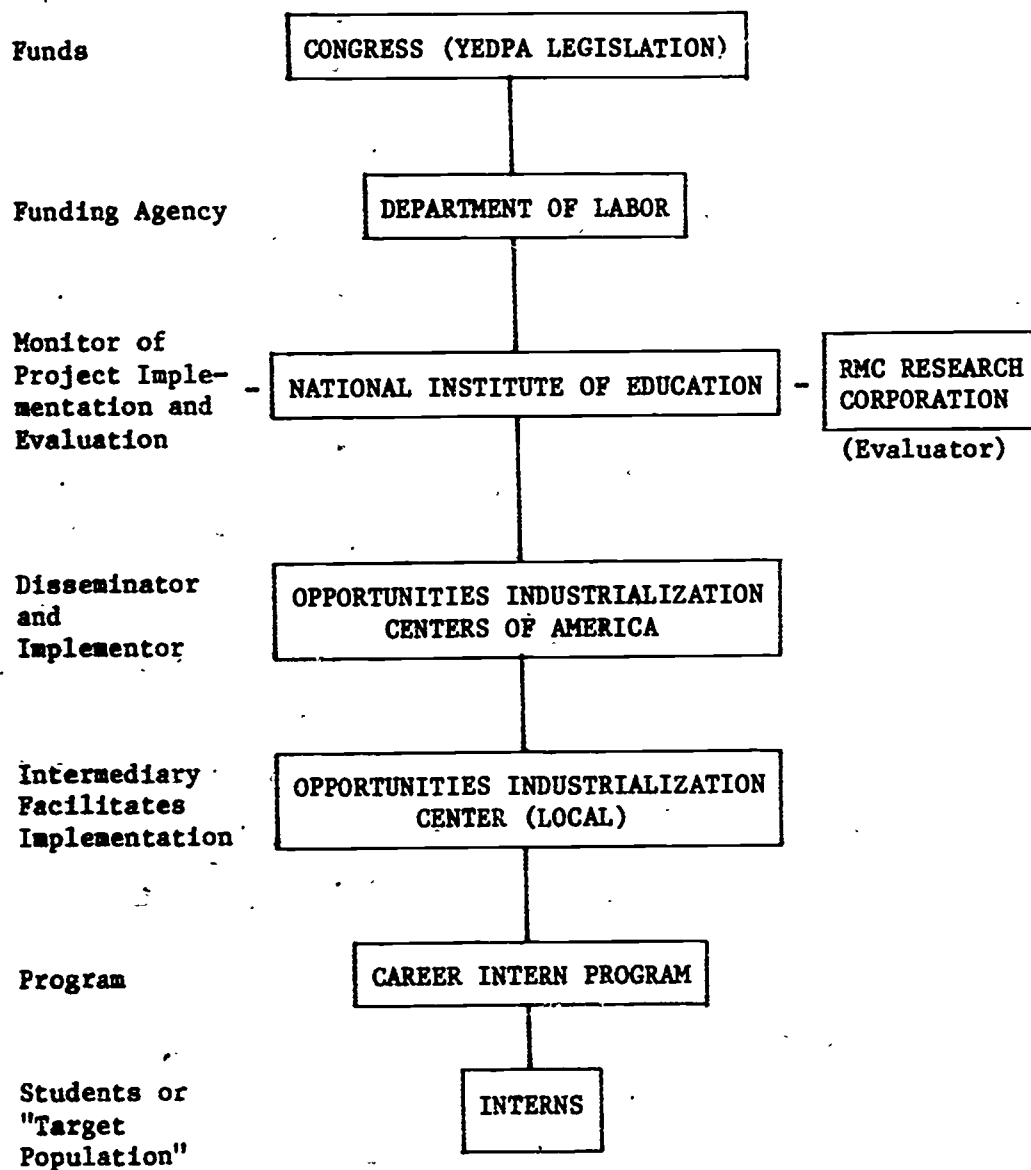 Funds
CONGRESS (YEDPA LEGISLATION)
Funding Agency
DEPARTMENT OF LABOR
Monitor of
Project Imple-
mentation and
Evaluation
- NATIONAL INSTITUTE OF EDUCATION -
RMC RESEARCH
CORPORATION
(Evaluator)
Disseminator
and
Implementor
OPPORTUNITIES INDUSTRIALIZATION
CENTERS OF AMERICA
Intermediary
Facilitates
Implementation
OPPORTUNITIES INDUSTRIALIZATION
CENTER (LOCAL)
Program
CAREER INTERN PROGRAM
Students or
"Target
Population"
INTERNS